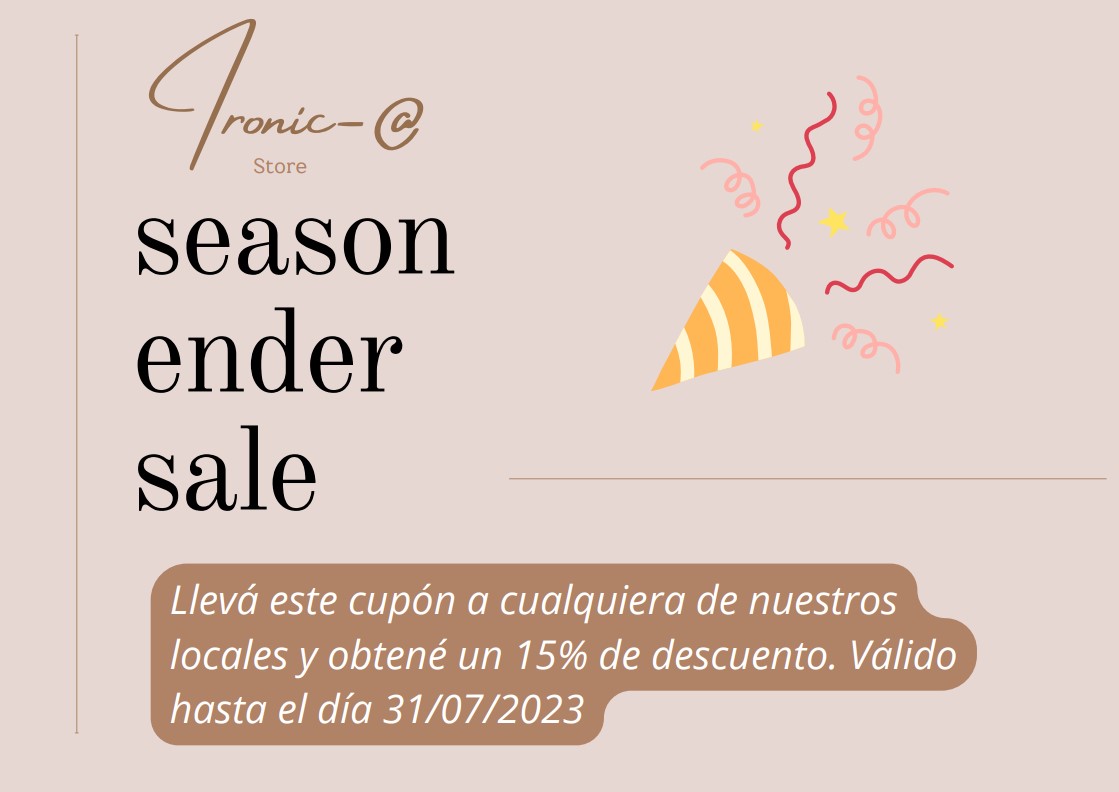 Ironic-@
Store
season
ender
sale
Llevá este cupón a cualquiera de nuestros
locales y obtené un 15% de descuento. Válido
hasta el día 31/07/2023